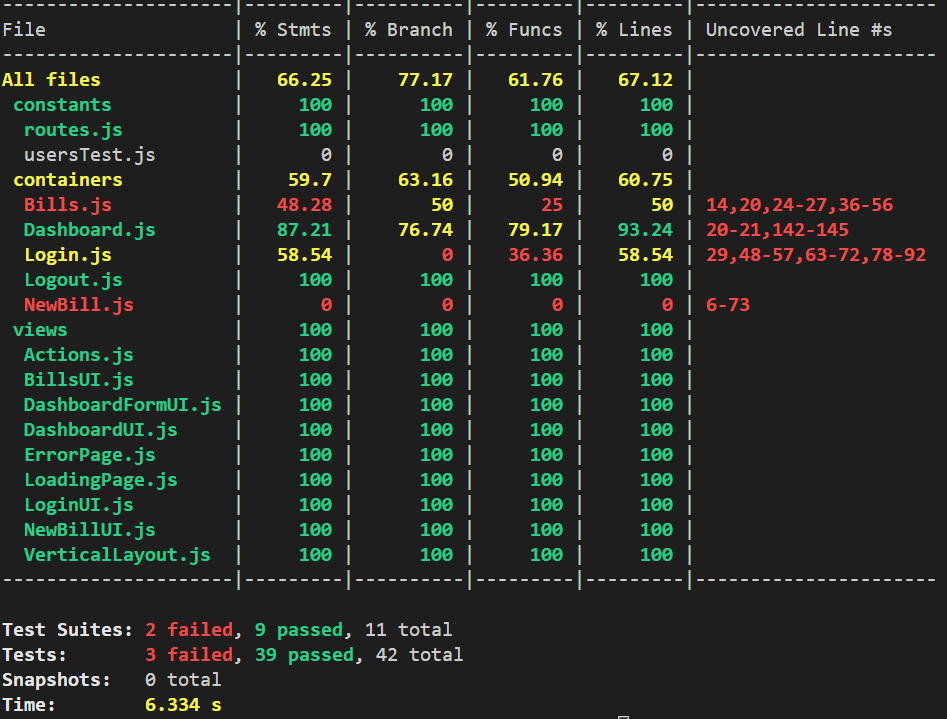 ---------------------|---------|----------|---------|---------|----------------------
File                 | % Stmts | % Branch | % Funcs | % Lines | Uncovered Line #s
---------------------|---------|----------|---------|---------|----------------------
All files            |   66.25 |    77.17 |   61.76 |   67.12 |
 constants           |     100 |      100 |     100 |     100 |
  routes.js          |     100 |      100 |     100 |     100 |
  usersTest.js       |       0 |        0 |       0 |       0 |
 containers          |    59.7 |    63.16 |   50.94 |   60.75 |
  Bills.js           |   48.28 |       50 |      25 |      50 | 14,20,24-27,36-56
  Dashboard.js       |   87.21 |    76.74 |   79.17 |   93.24 | 20-21,142-145
  Login.js           |   58.54 |        0 |   36.36 |   58.54 | 29,48-57,63-72,78-92
  Logout.js          |     100 |      100 |     100 |     100 |
  NewBill.js         |       0 |        0 |       0 |       0 | 6-73
 views               |     100 |      100 |     100 |     100 |
  Actions.js         |     100 |      100 |     100 |     100 |
  BillsUI.js         |     100 |      100 |     100 |     100 |
  DashboardFormUI.js |     100 |      100 |     100 |     100 |
  DashboardUI.js     |     100 |      100 |     100 |     100 |
  ErrorPage.js       |     100 |      100 |     100 |     100 |
  LoadingPage.js     |     100 |      100 |     100 |     100 |
  LoginUI.js         |     100 |      100 |     100 |     100 |
  NewBillUI.js       |     100 |      100 |     100 |     100 |
  VerticalLayout.js  |     100 |      100 |     100 |     100 |
---------------------|---------|----------|---------|---------|----------------------
Test Suites: 2 failed, 9 passed, 11 total
Tests:       3 failed, 39 passed, 42 total
Snapshots:   0 total
Time:        6.334 s